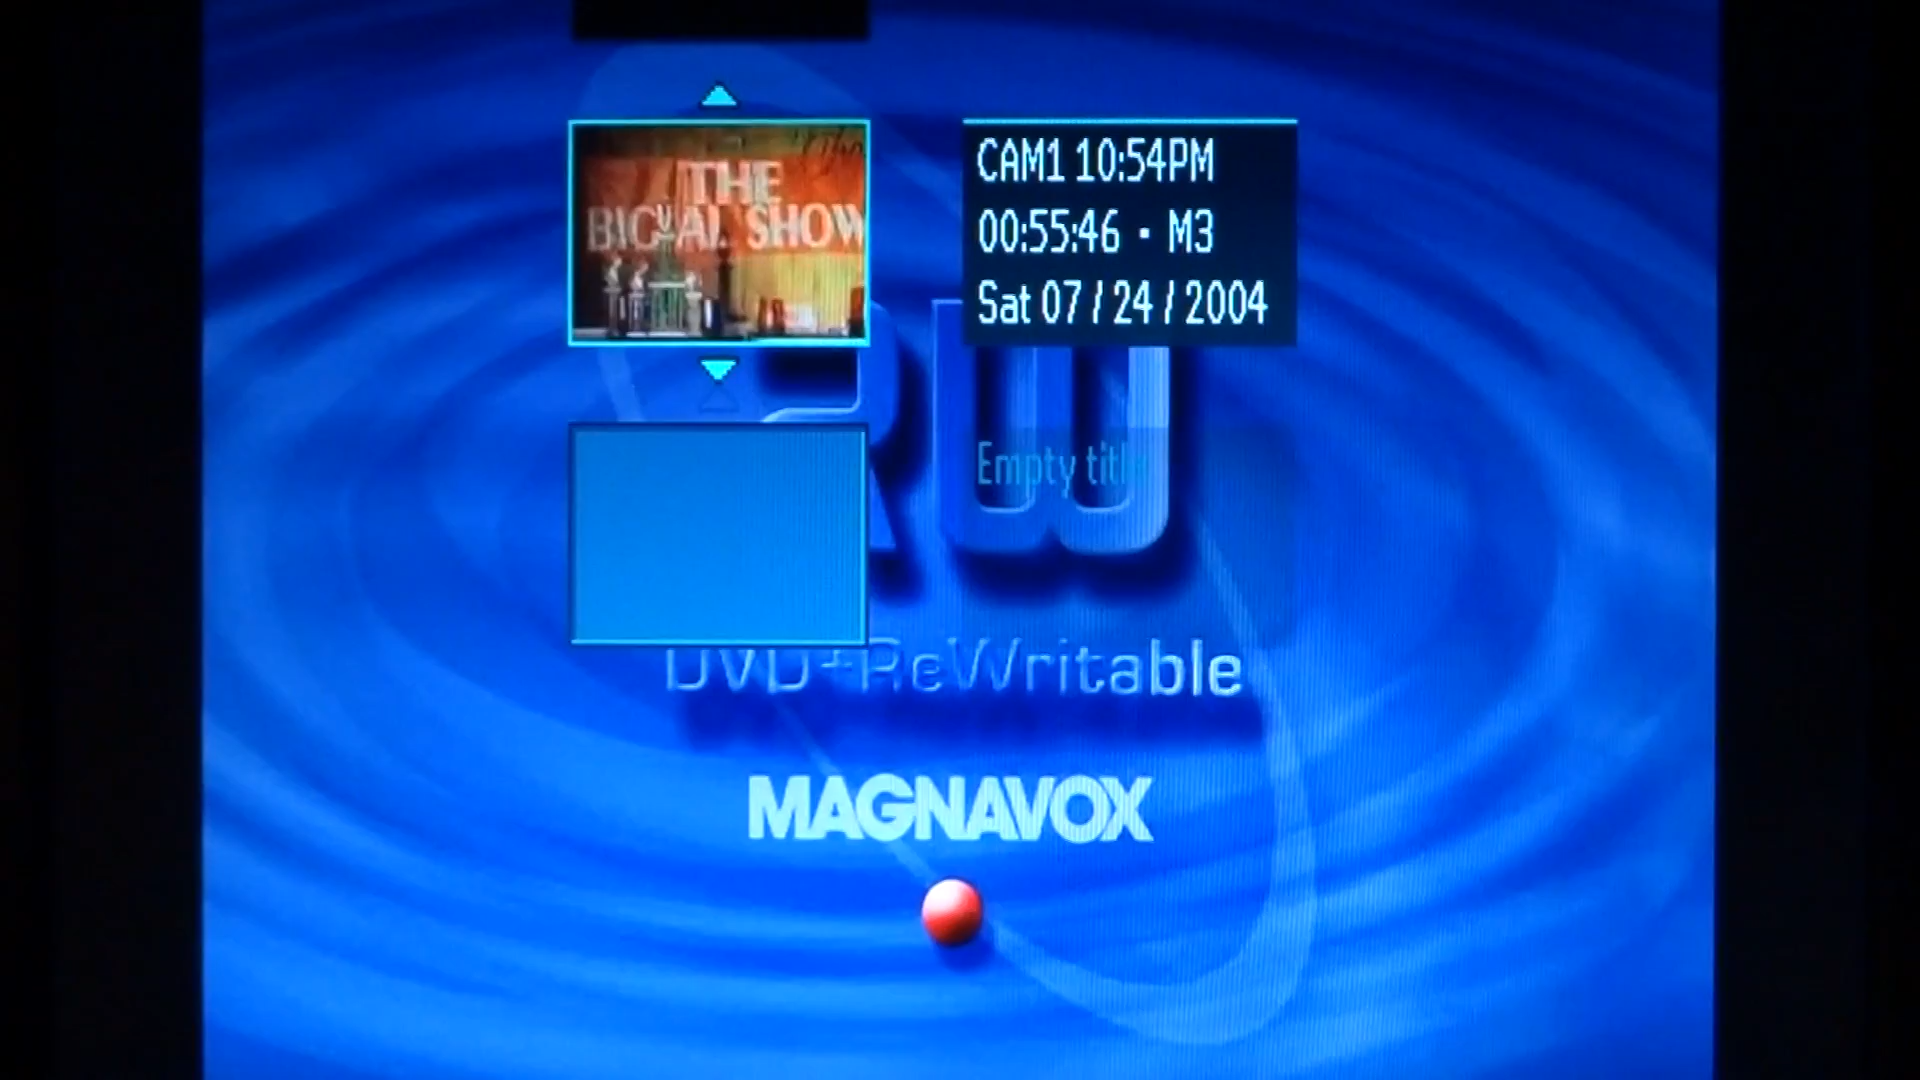 THE
BIG AL SHOW
CAM1 10:54PM
00:55:46 · M3
Sat 07/24/2004
RW
Empty title
DVD+ReWritable
MAGNAVOX